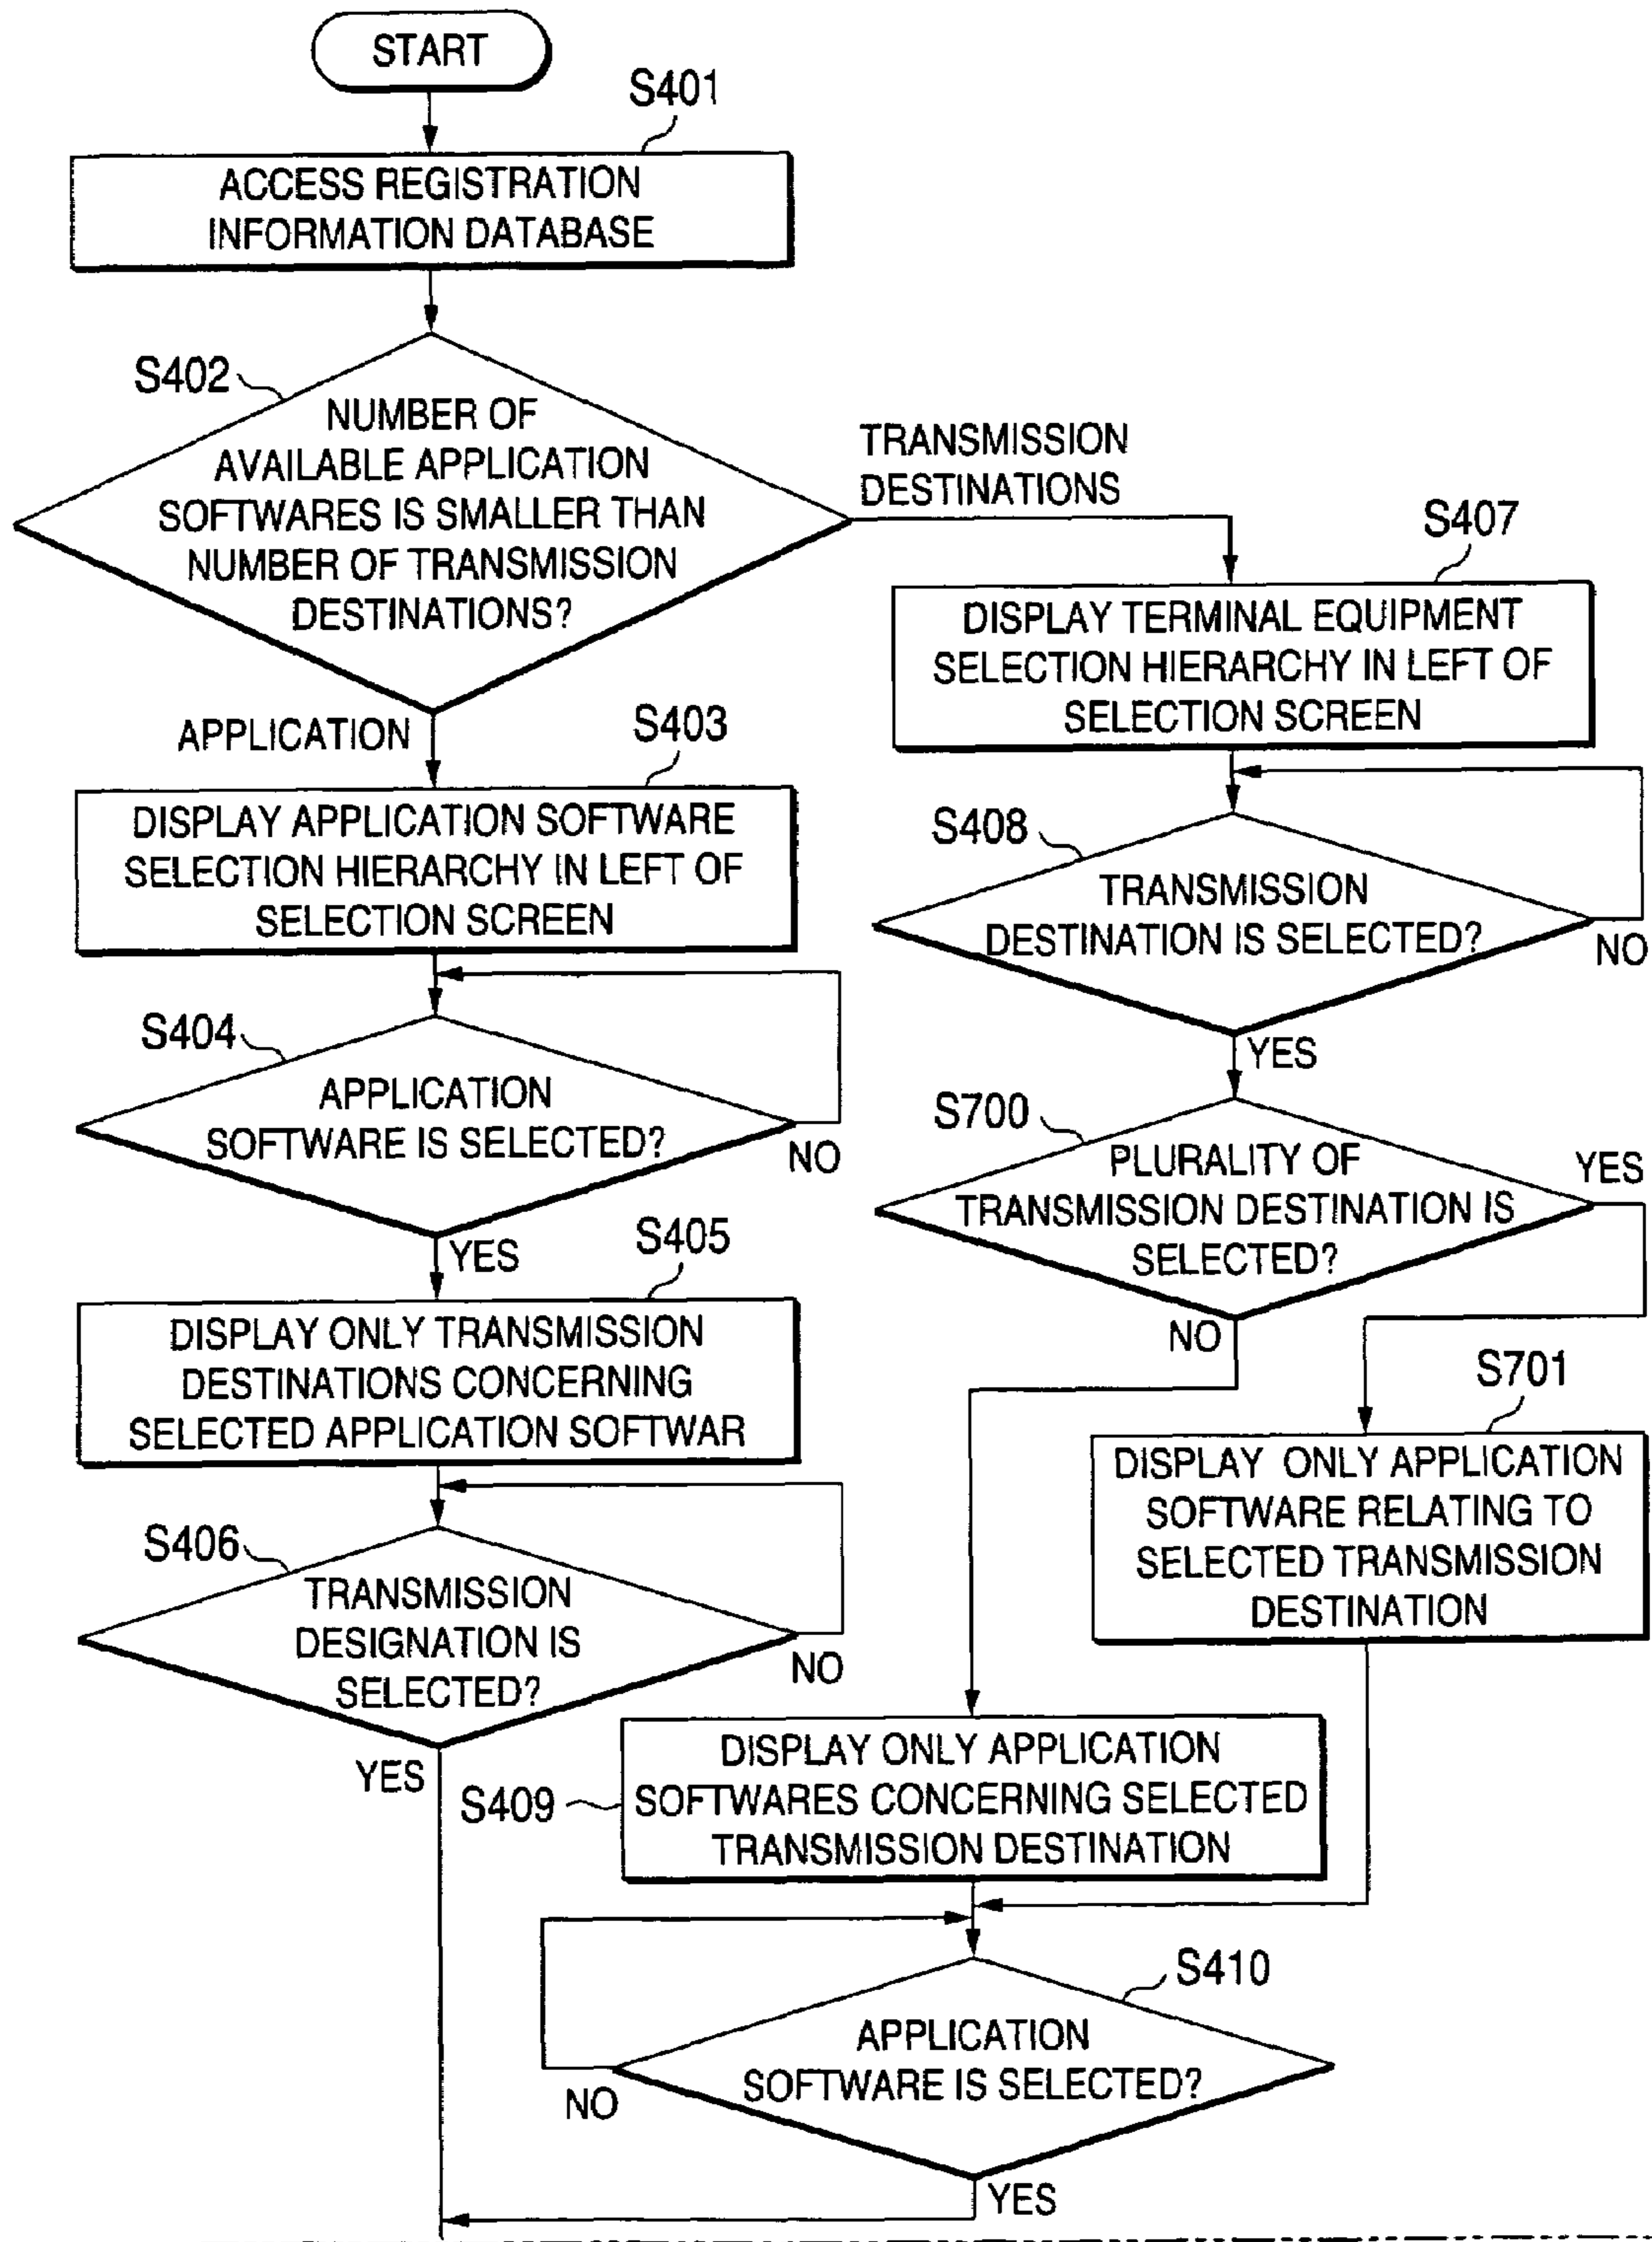 START
S401
ACCESS REGISTRATION
INFORMATION DATABASE
S402
NUMBER OF
AVAILABLE APPLICATION
SOFTWARES IS SMALLER THAN
NUMBER OF TRANSMISSION
DESTINATIONS?
TRANSMISSION
DESTINATIONS
APPLICATION
S403
DISPLAY APPLICATION SOFTWARE
SELECTION HIERARCHY IN LEFT OF
SELECTION SCREEN
S404
APPLICATION
SOFTWARE IS SELECTED?
NO
YES
S405
DISPLAY ONLY TRANSMISSION
DESTINATIONS CONCERNING
SELECTED APPLICATION SOFTWAR
S406
TRANSMISSION
DESIGNATION IS
SELECTED?
NO
YES
S407
DISPLAY TERMINAL EQUIPMENT
SELECTION HIERARCHY IN LEFT OF
SELECTION SCREEN
S408
TRANSMISSION
DESTINATION IS SELECTED?
NO
YES
S700
PLURALITY OF
TRANSMISSION DESTINATION IS
SELECTED?
YES
NO
S701
DISPLAY ONLY APPLICATION
SOFTWARE RELATING TO
SELECTED TRANSMISSION
DESTINATION
S409
DISPLAY ONLY APPLICATION
SOFTWARES CONCERNING SELECTED
TRANSMISSION DESTINATION
S410
APPLICATION
SOFTWARE IS SELECTED?
NO
YES